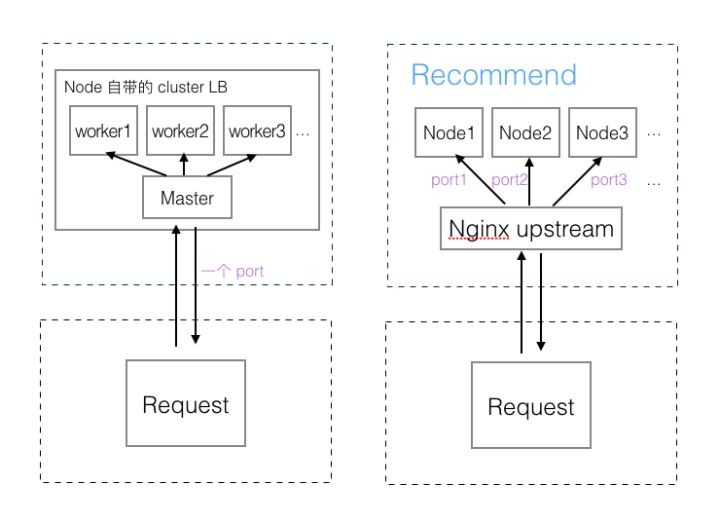 Node 自带的 cluster LB
worker1 worker2 worker3 ...
Master
一个 port
Request
Recommend
Node1 Node2 Node3 ...
port1 port2 port3 ...
Nginx upstream
Request